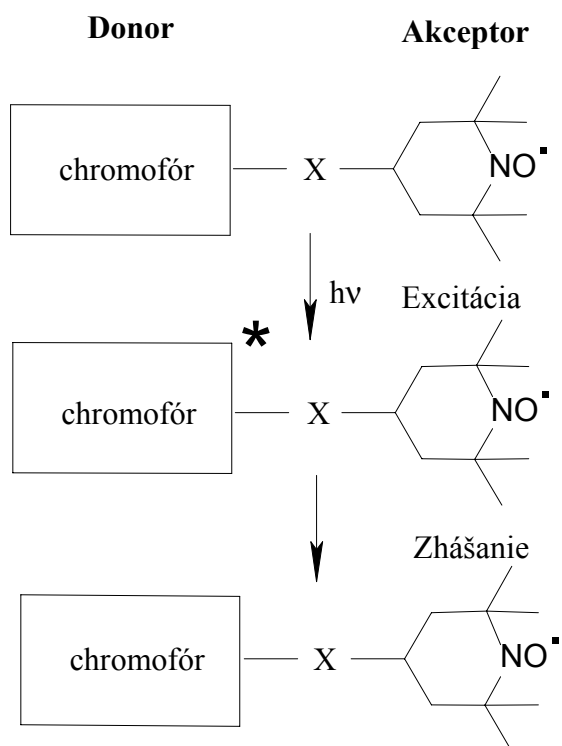 Donor Akceptor
chromofór X NO
hν Excitácia
*
chromofór X NO
Zhášanie
chromofór X NO